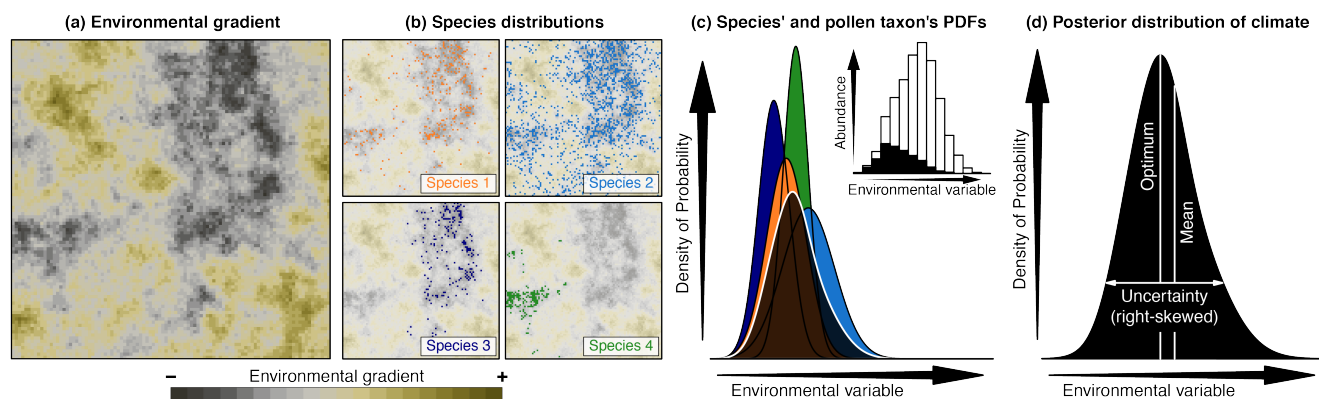 (a) Environmental gradient
(b) Species distributions
(c) Species' and pollen taxon's PDFs
(d) Posterior distribution of climate
Species 1
Species 2
Species 3
Species 4
− Environmental gradient +
Density of Probability
Environmental variable
Abundance
Environmental variable
Density of Probability
Optimum
Mean
Uncertainty
(right-skewed)
Environmental variable